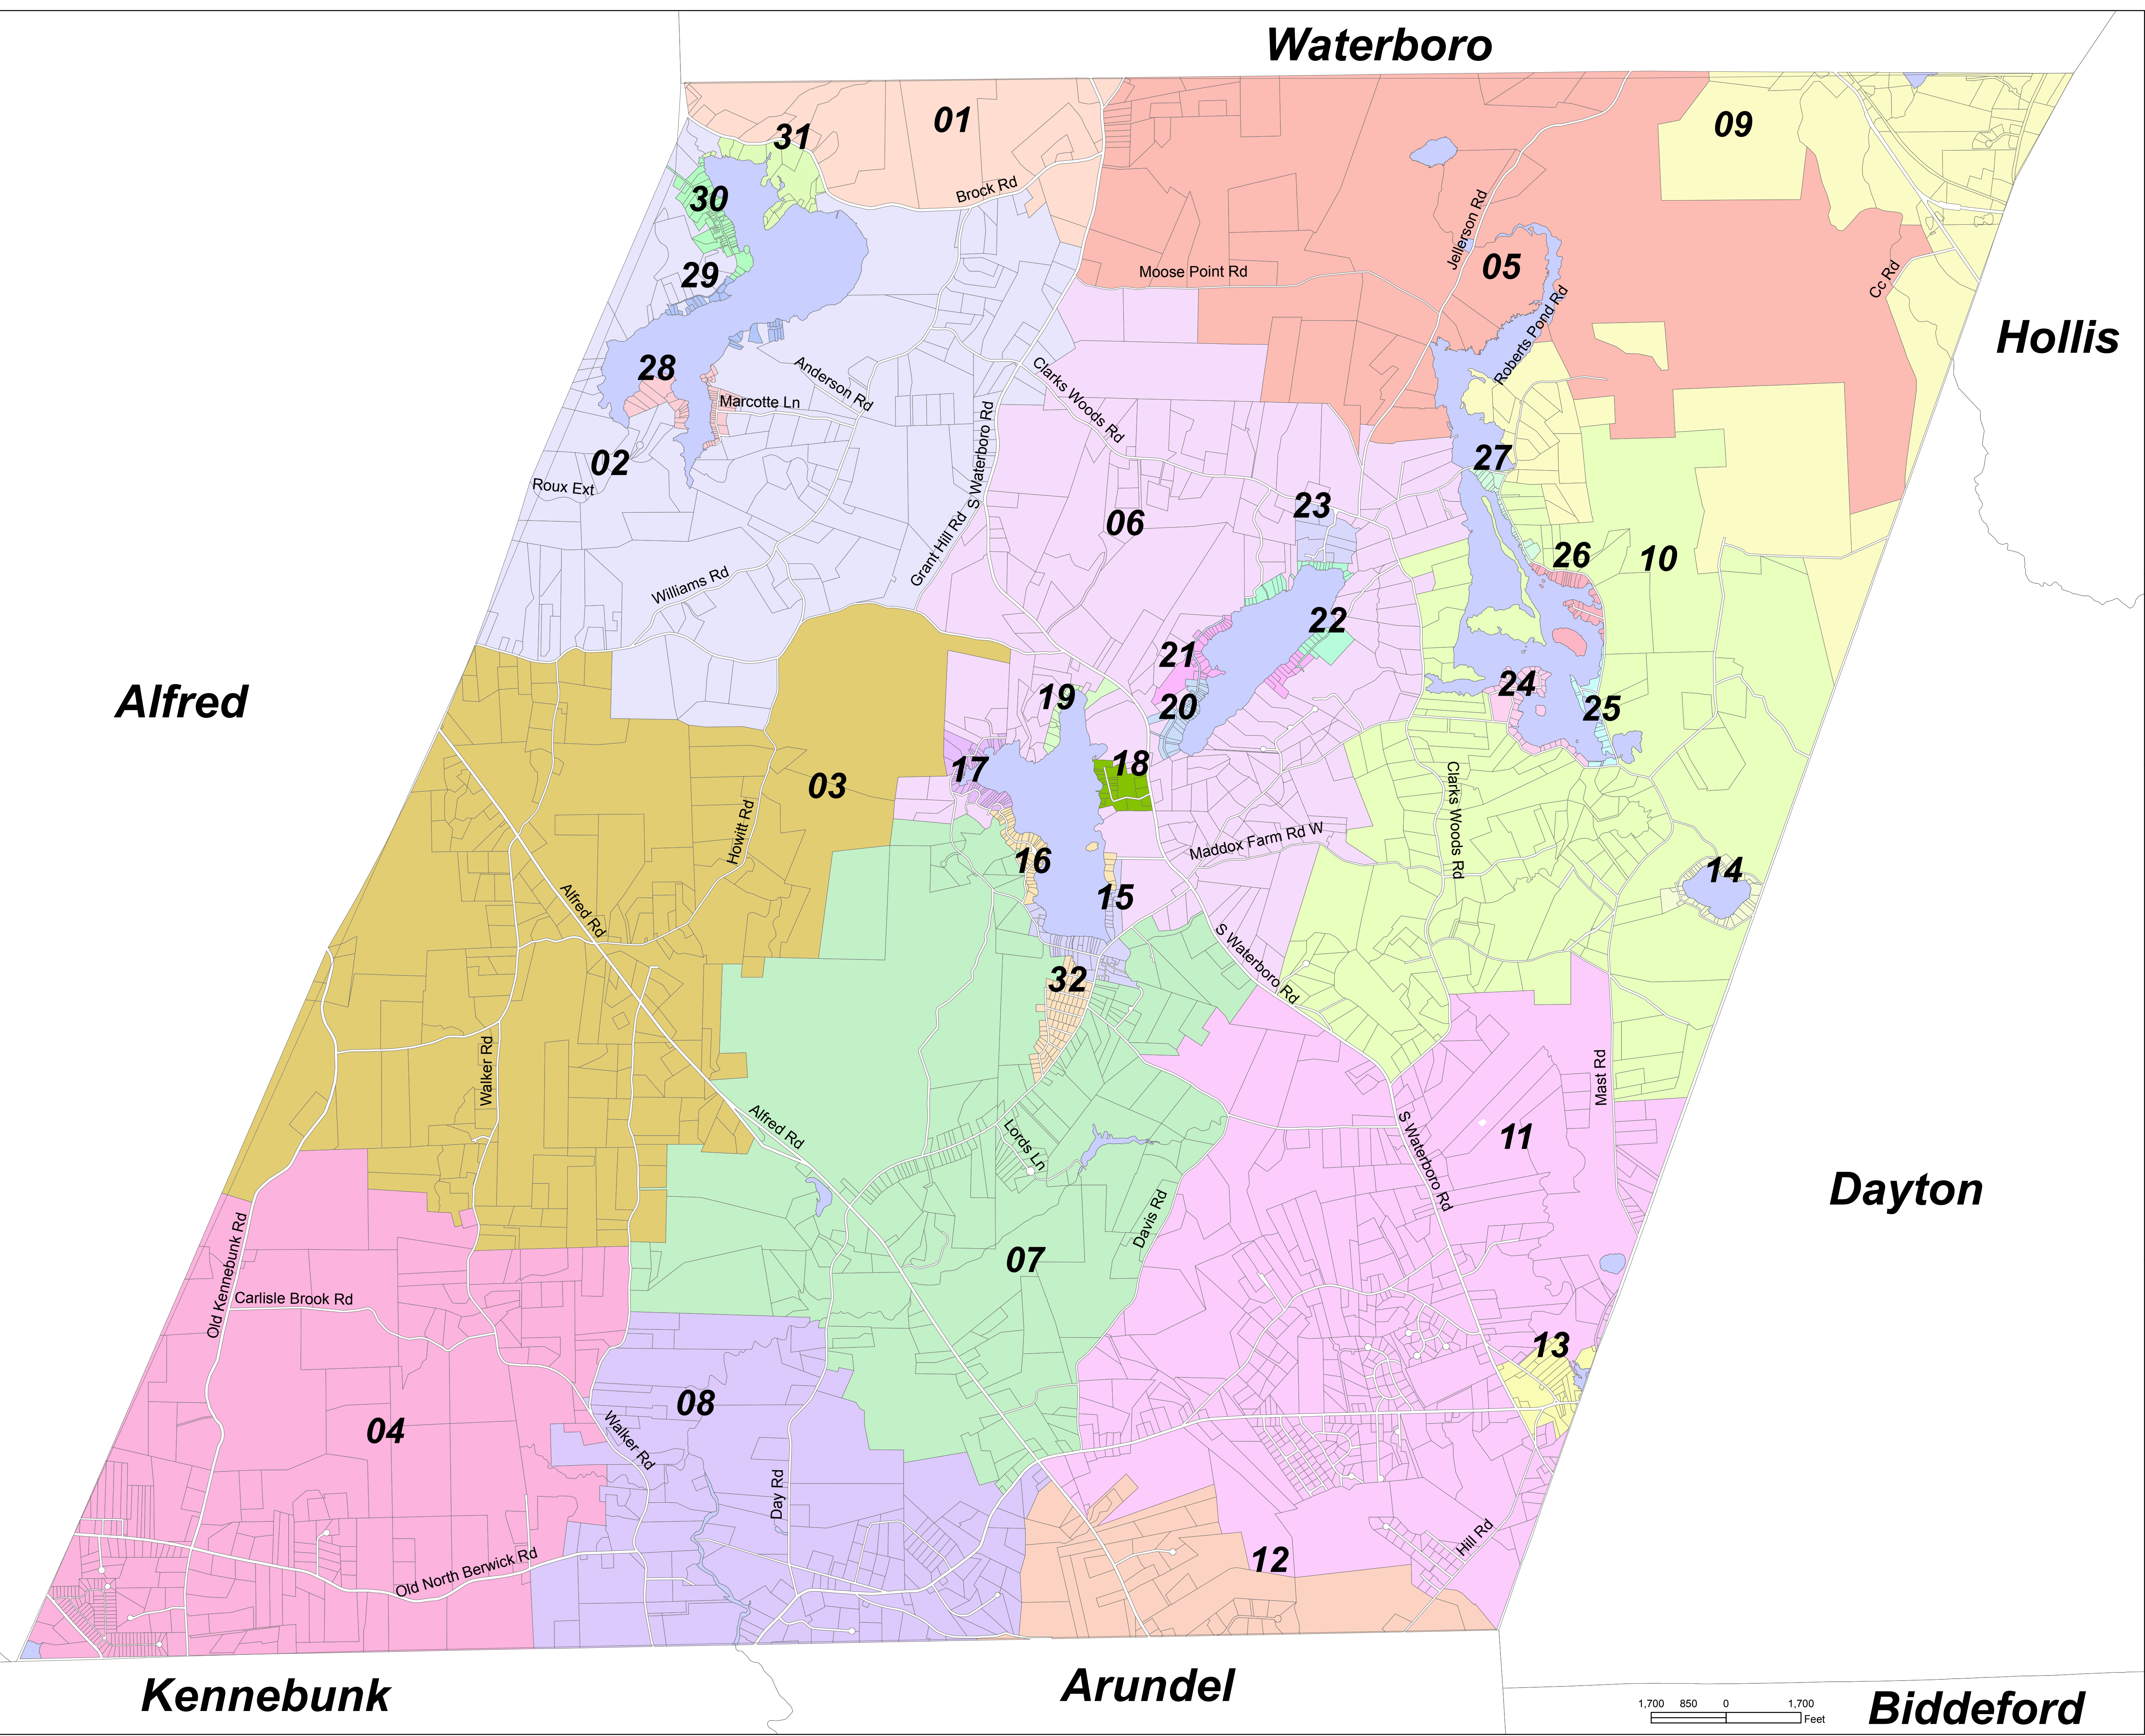 Waterboro
01
31
09
Brock Rd
30
Jellerson Rd
05
Moose Point Rd
29
Cc Rd
Roberts Pond Rd
Hollis
28
Anderson Rd
Clarks Woods Rd
Marcotte Ln
S Waterboro Rd
02
27
Roux Ext
06
23
Grant Hill Rd
26
10
Williams Rd
22
21
Alfred
19
20
24
25
17
18
03
Clarks Woods Rd
Howitt Rd
Maddox Farm Rd W
16
14
15
Alfred Rd
S Waterboro Rd
32
Walker Rd
Mast Rd
Alfred Rd
Lords Ln
S Waterboro Rd
11
Dayton
Davis Rd
07
Old Kennebunk Rd
Carlisle Brook Rd
13
08
04
Walker Rd
Day Rd
Hill Rd
12
Old North Berwick Rd
Kennebunk
Arundel
1,700 850 0 1,700
Feet
Biddeford